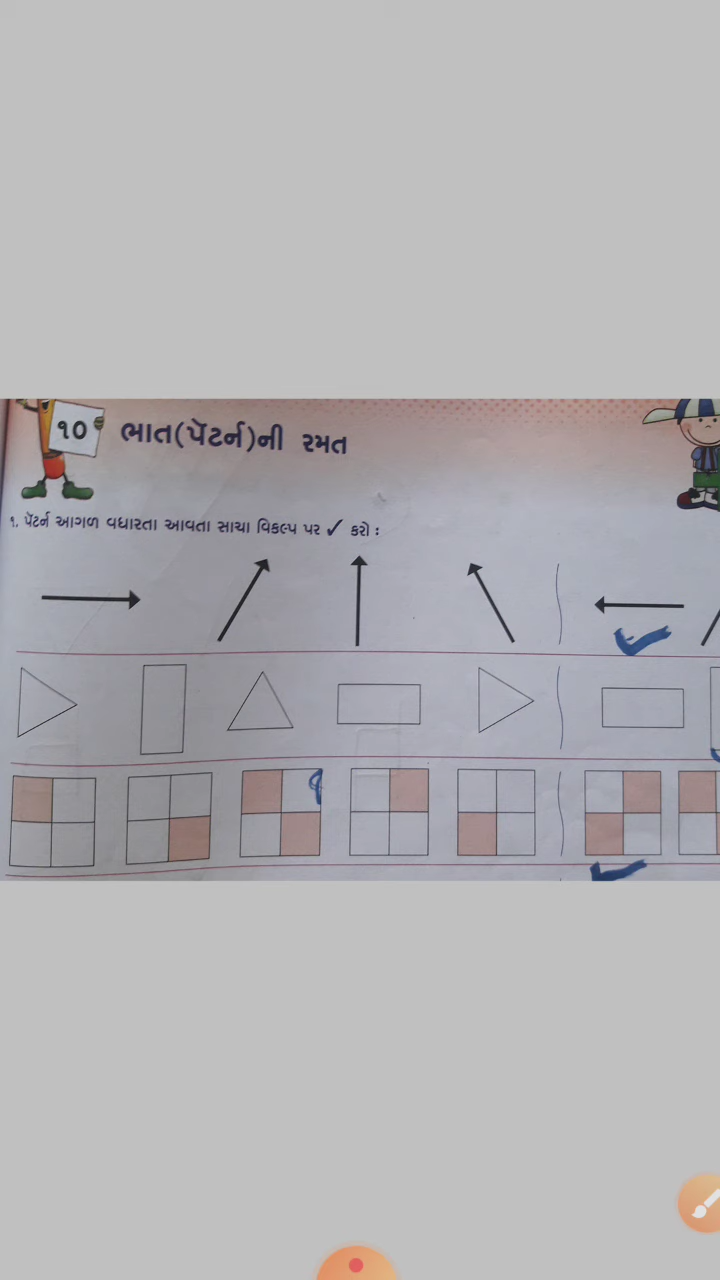 ૧૦
ભાત(પૅટર્ન)ની રમત
૧. પૅટર્ન આગળ વધારતા આવતા સાચા વિકલ્પ પર ✓ કરો :